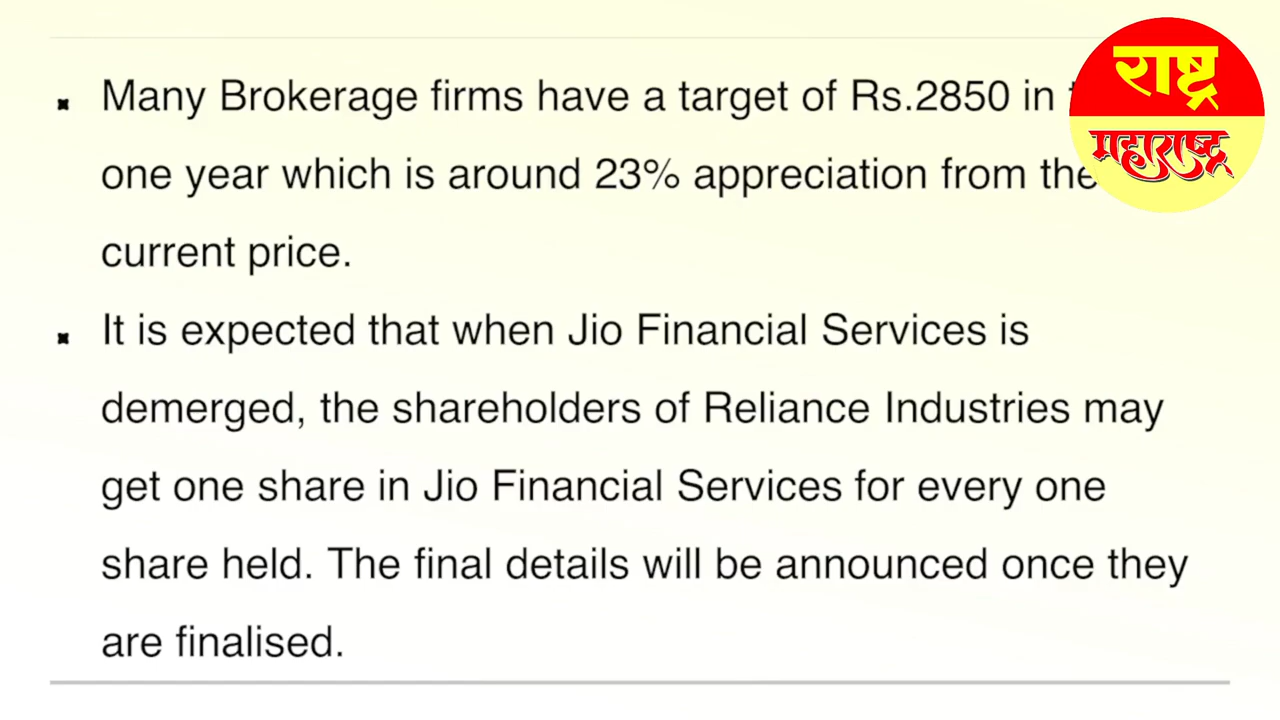 Many Brokerage firms have a target of Rs.2850 in
one year which is around 23% appreciation from the
current price.
It is expected that when Jio Financial Services is
demerged, the shareholders of Reliance Industries may
get one share in Jio Financial Services for every one
share held. The final details will be announced once they
are finalised.
राष्ट्र
महाराष्ट्र